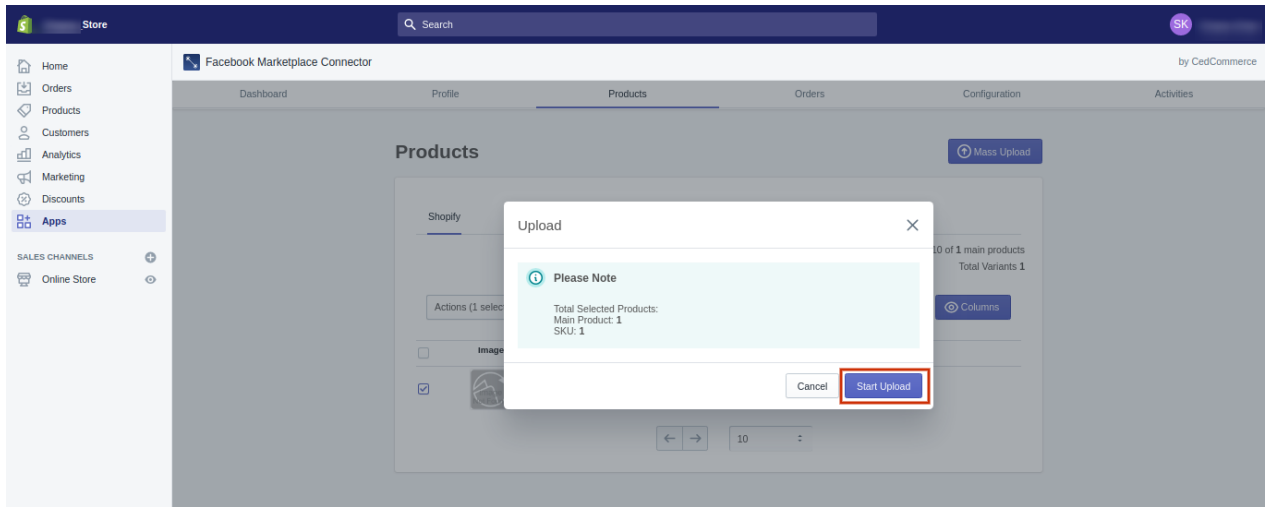 Store
Search
SK
Home
Orders
Products
Customers
Analytics
Marketing
Discounts
Apps
SALES CHANNELS
Online Store
Facebook Marketplace Connector
by CedCommerce
Dashboard
Profile
Products
Orders
Configuration
Activities
Products
Mass Upload
Shopify
10 of 1 main products
Total Variants 1
Actions (1 selec
Columns
Image
Upload
Please Note
Total Selected Products:
Main Product: 1
SKU: 1
Cancel
Start Upload
10